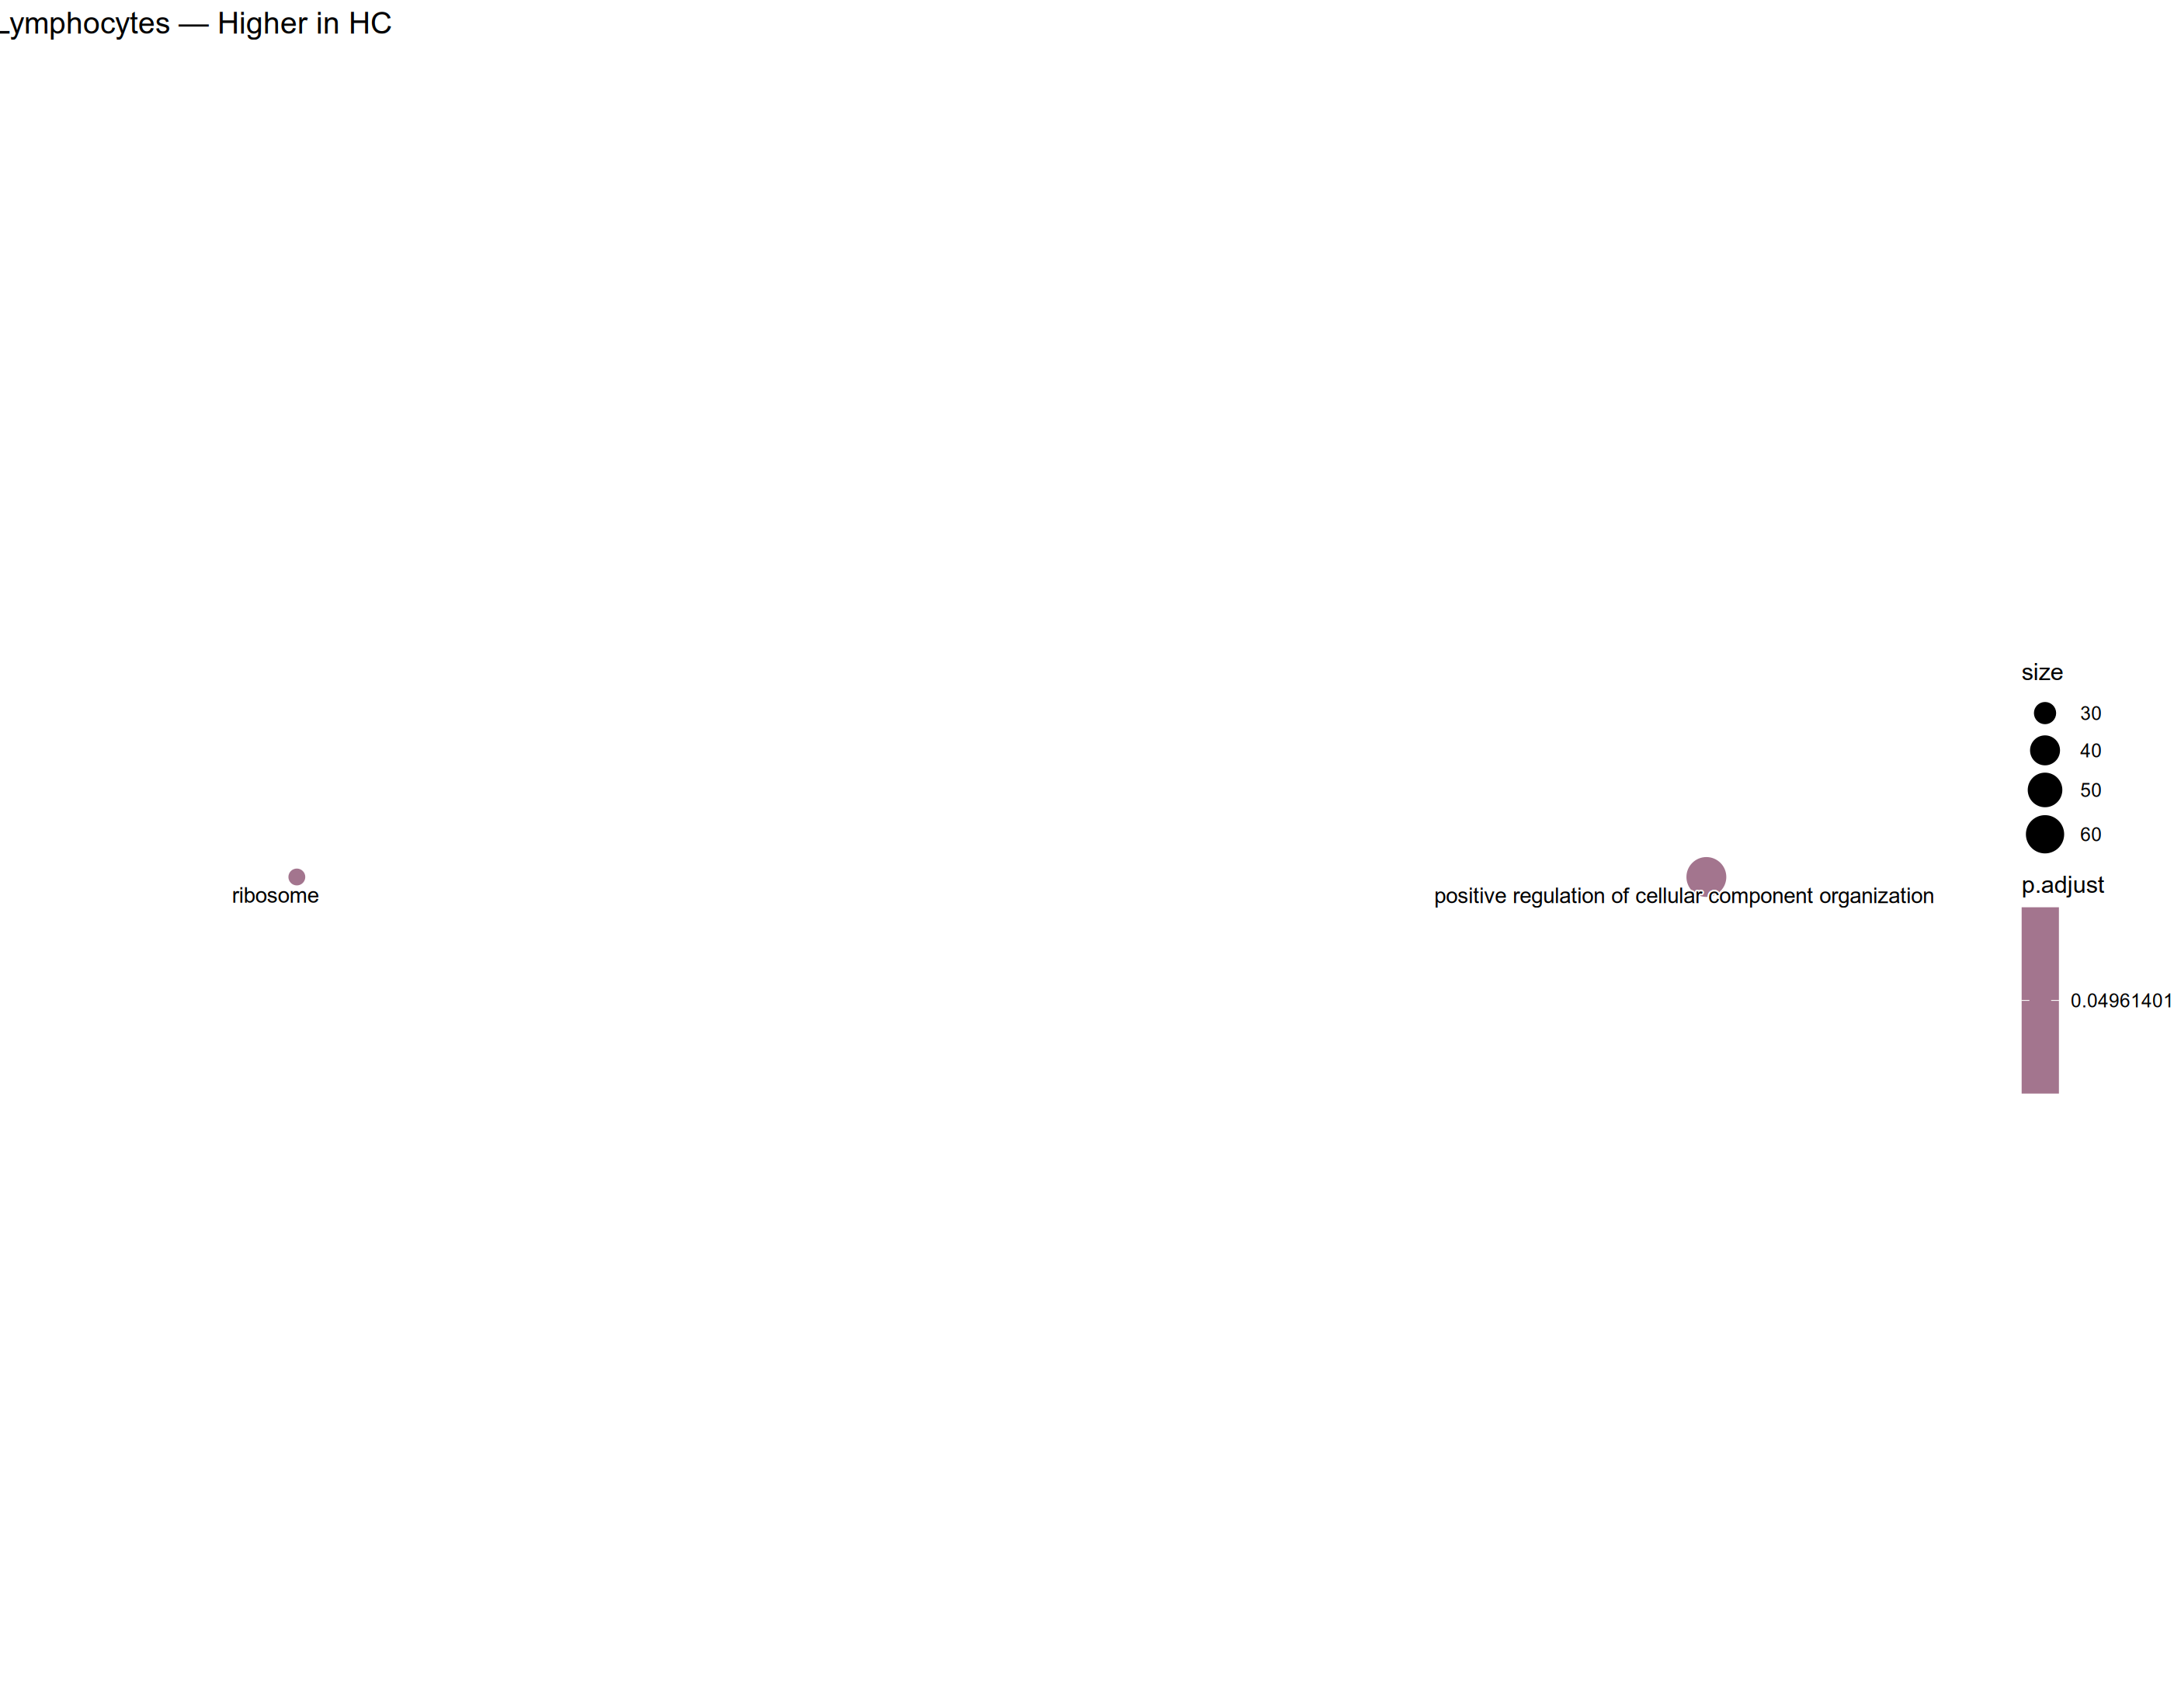 Lymphocytes — Higher in HC
size
30
40
50
60
p.adjust
0.04961401
ribosome
positive regulation of cellular component organization